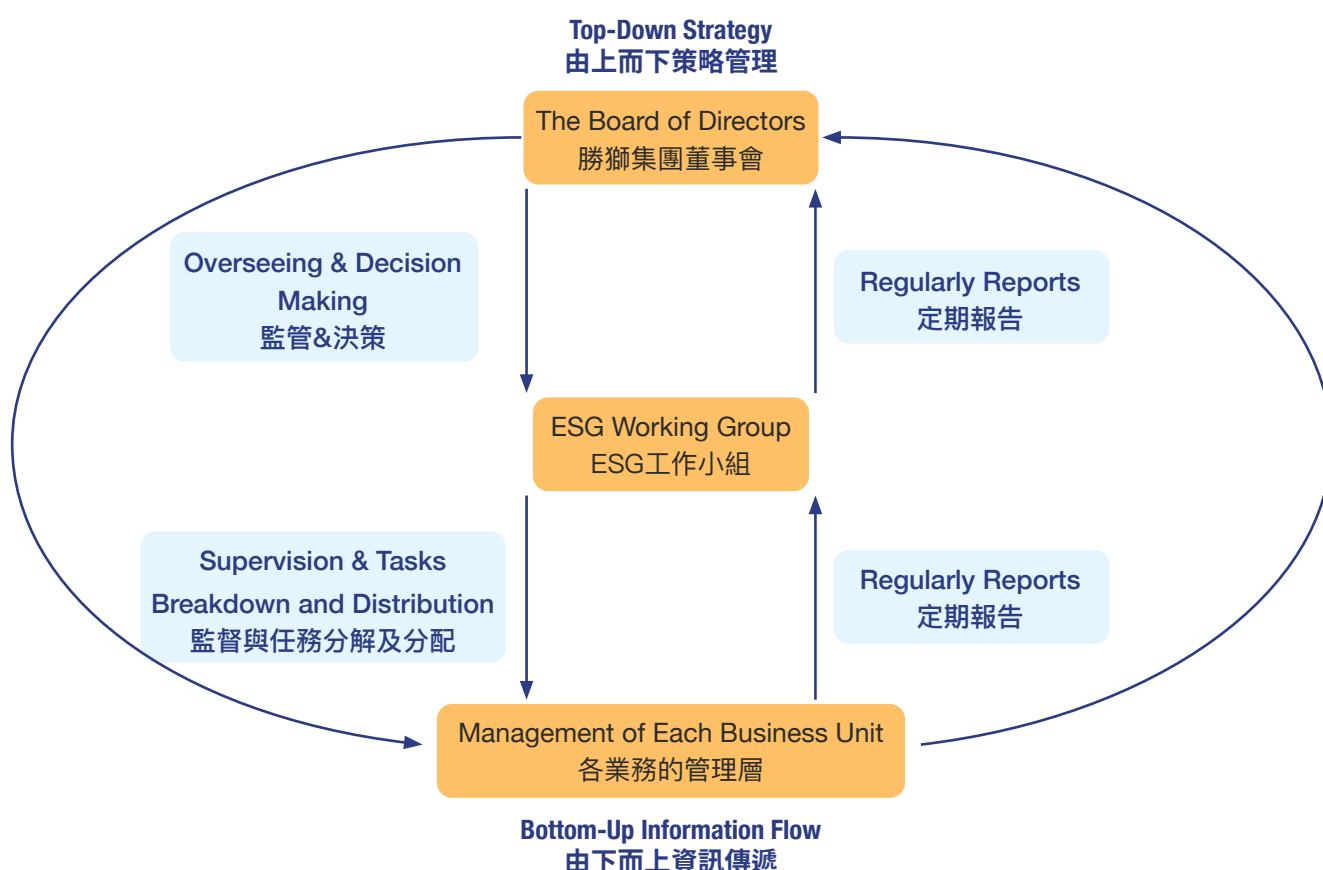 Top-Down Strategy
由上而下策略管理
The Board of Directors
勝獅集團董事會
Overseeing & Decision
Making
監管&決策
Regularly Reports
定期報告
ESG Working Group
ESG工作小組
Supervision & Tasks
Breakdown and Distribution
監督與任務分解及分配
Regularly Reports
定期報告
Management of Each Business Unit
各業務的管理層
Bottom-Up Information Flow
由下而上資訊傳遞